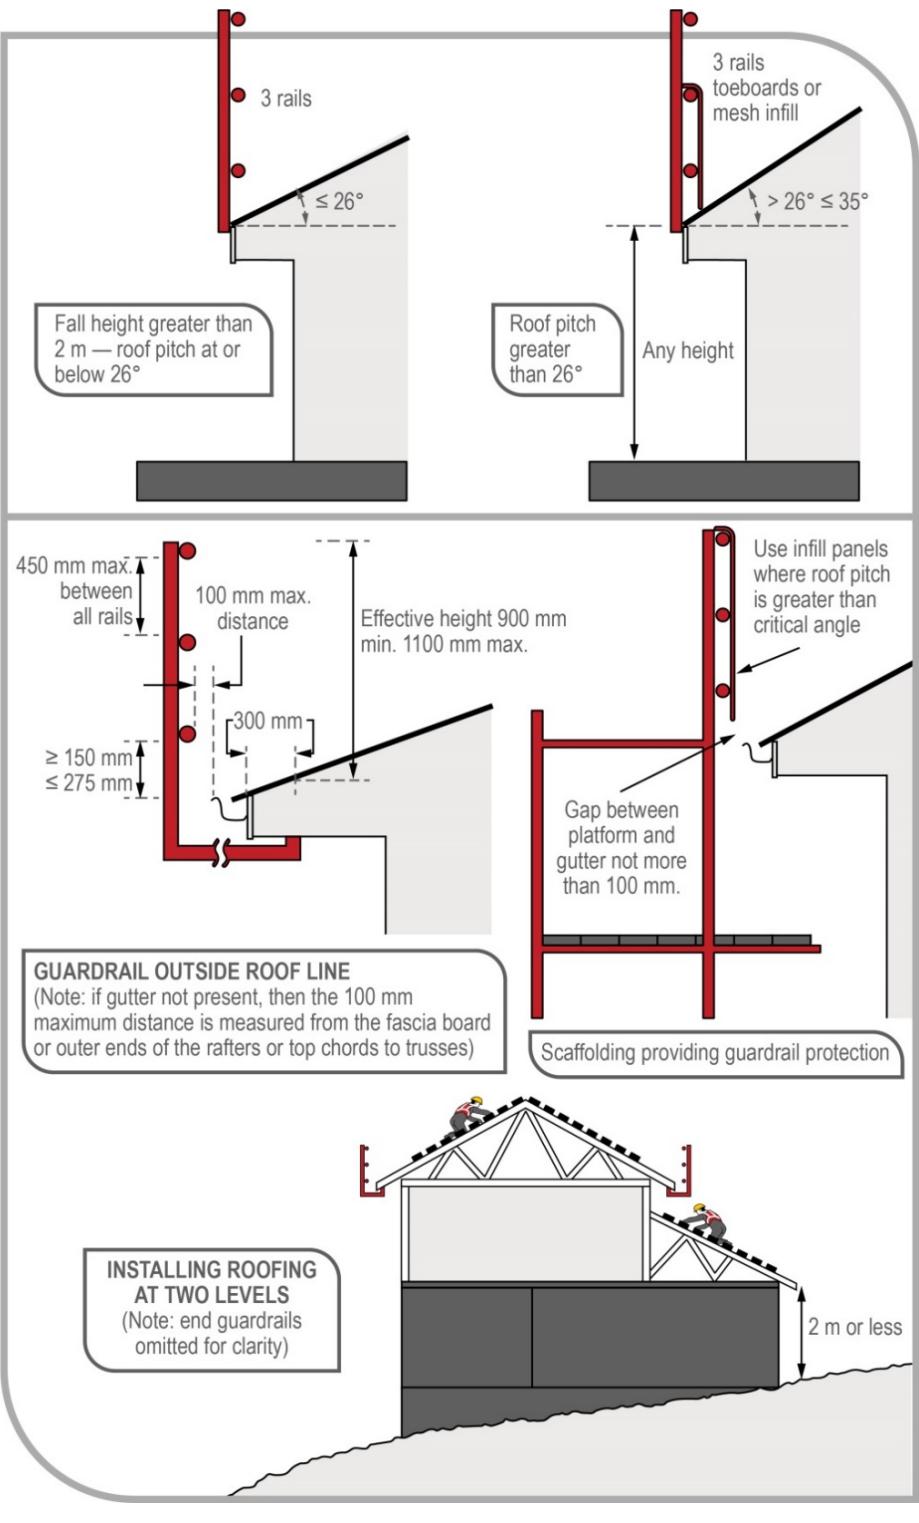 3 rails
≤ 26°
Fall height greater than
2 m — roof pitch at or
below 26°
3 rails
toeboards or
mesh infill
> 26° ≤ 35°
Roof pitch
greater
than 26°
Any height
450 mm max.
between
all rails
100 mm max.
distance
Effective height 900 mm
min. 1100 mm max.
300 mm
≥ 150 mm
≤ 275 mm
GUARDRAIL OUTSIDE ROOF LINE
(Note: if gutter not present, then the 100 mm
maximum distance is measured from the fascia board
or outer ends of the rafters or top chords to trusses)
Use infill panels
where roof pitch
is greater than
critical angle
Gap between
platform and
gutter not more
than 100 mm.
Scaffolding providing guardrail protection
INSTALLING ROOFING
AT TWO LEVELS
(Note: end guardrails
omitted for clarity)
2 m or less